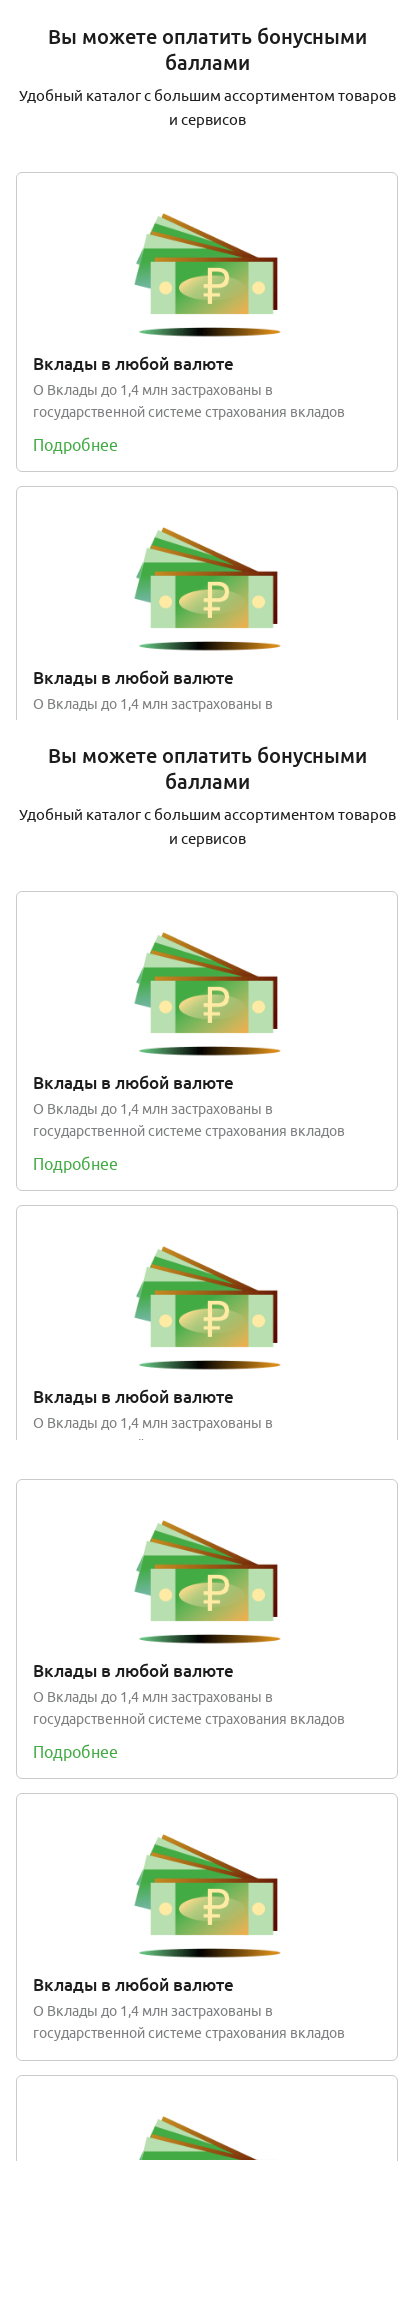 Вы можете оплатить бонусными
баллами
Удобный каталог с большим ассортиментом товаров
и сервисов
₽
Вклады в любой валюте
О Вклады до 1,4 млн застрахованы в
государственной системе страхования вкладов
Подробнее
₽
Вклады в любой валюте
О Вклады до 1,4 млн застрахованы в
Вы можете оплатить бонусными
баллами
Удобный каталог с большим ассортиментом товаров
и сервисов
₽
Вклады в любой валюте
О Вклады до 1,4 млн застрахованы в
государственной системе страхования вкладов
Подробнее
₽
Вклады в любой валюте
О Вклады до 1,4 млн застрахованы в
₽
Вклады в любой валюте
О Вклады до 1,4 млн застрахованы в
государственной системе страхования вкладов
Подробнее
₽
Вклады в любой валюте
О Вклады до 1,4 млн застрахованы в
государственной системе страхования вкладов